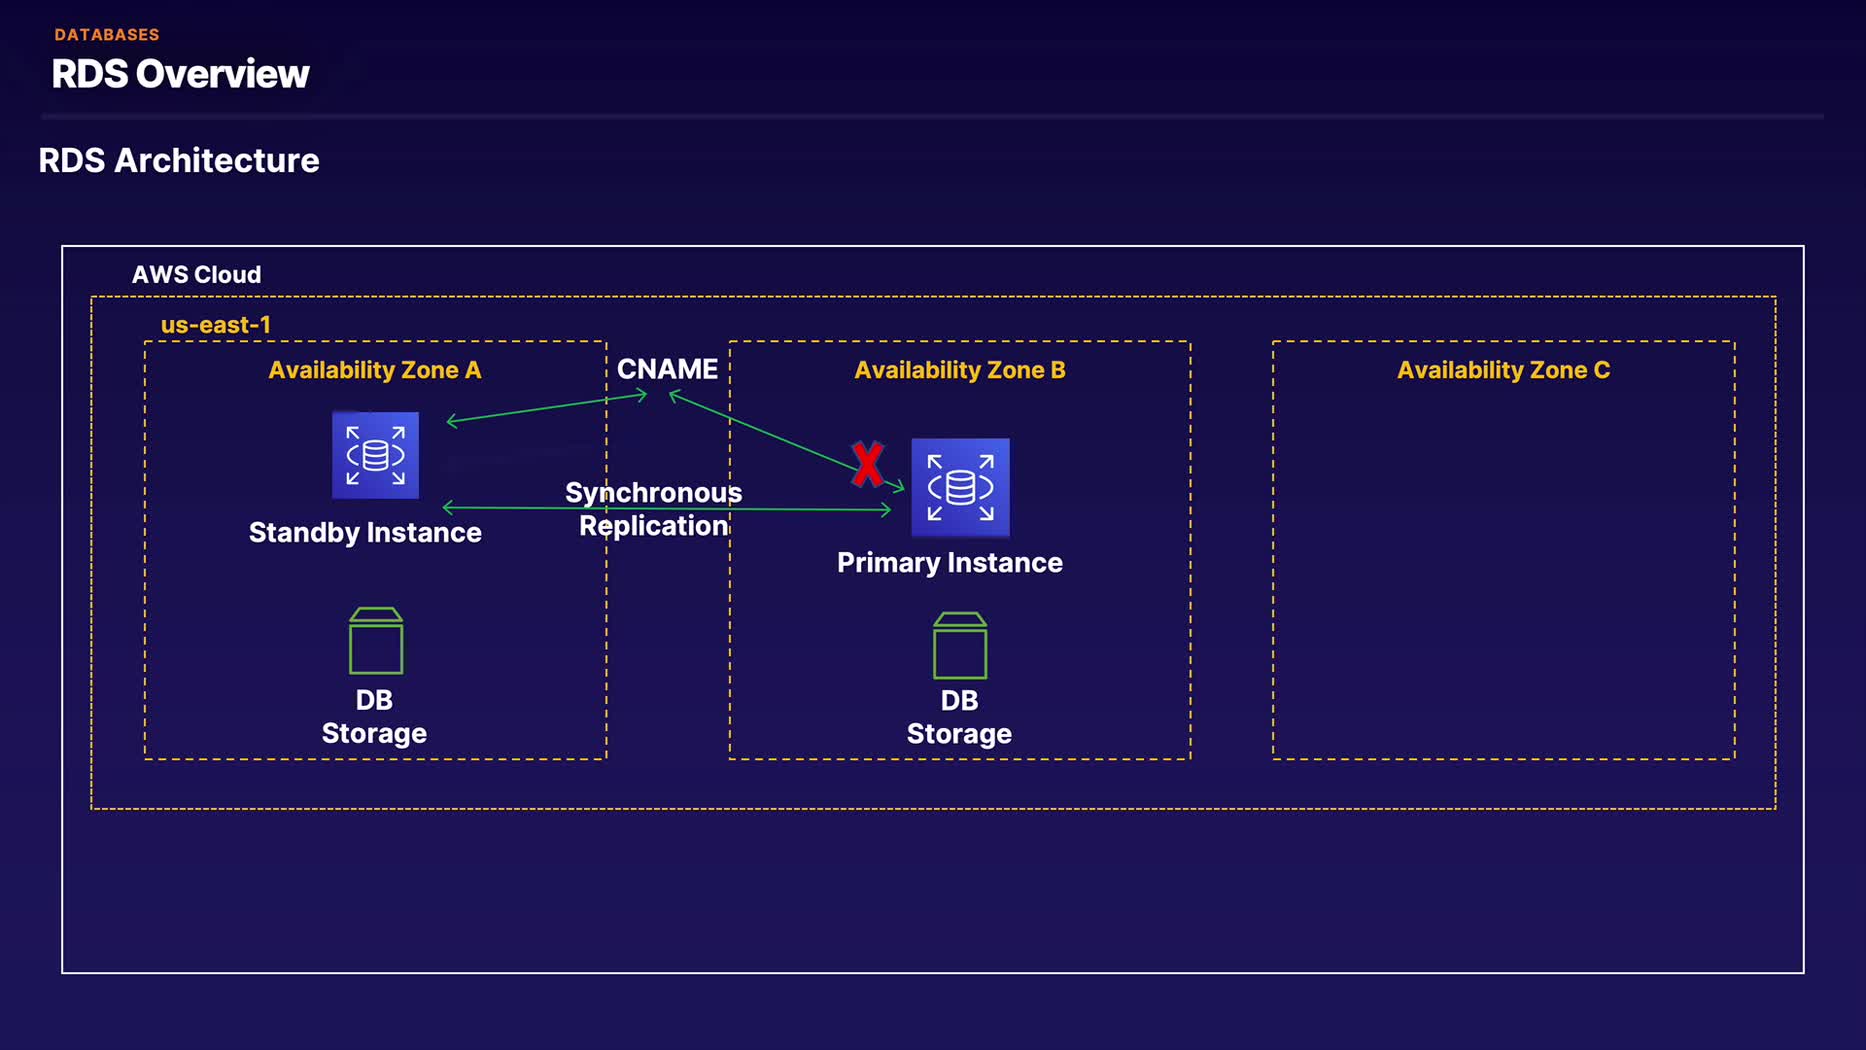 DATABASES
RDS Overview
RDS Architecture
AWS Cloud
us-east-1
Availability Zone A
CNAME
Availability Zone B
Availability Zone C
Synchronous
Replication
Standby Instance
Primary Instance
DB
Storage
DB
Storage